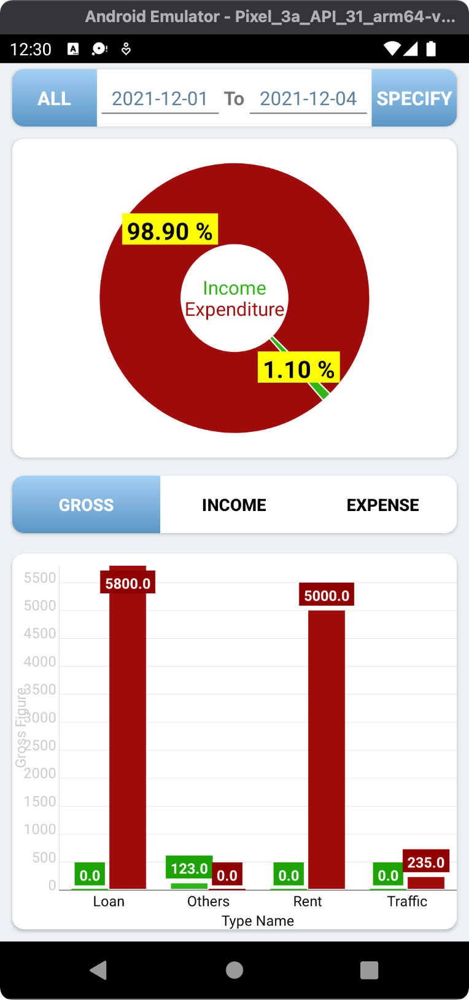 Android Emulator - Pixel_3a_API_31_arm64-v...
12:30
ALL 2021-12-01 To 2021-12-04 SPECIFY
98.90 %
Income
Expenditure
1.10 %
GROSS INCOME EXPENSE
5500
5000
4500
4000
3500
3000
2500
2000
1500
1000
500
0
Gross Figure
5800.0
5000.0
0.0
123.0
0.0
0.0
0.0
235.0
Loan Others Rent Traffic
Type Name